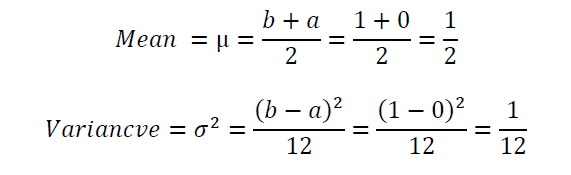 Mean = μ = (b + a)/2 = (1 + 0)/2 = 1/2
Variancve = σ² = (b − a)²/12 = (1 − 0)²/12 = 1/12